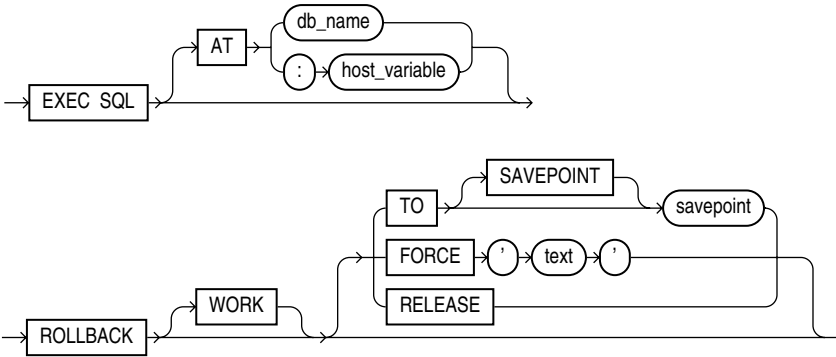 db_name
AT
: host_variable
EXEC SQL
SAVEPOINT
TO savepoint
FORCE ' text '
WORK RELEASE
ROLLBACK